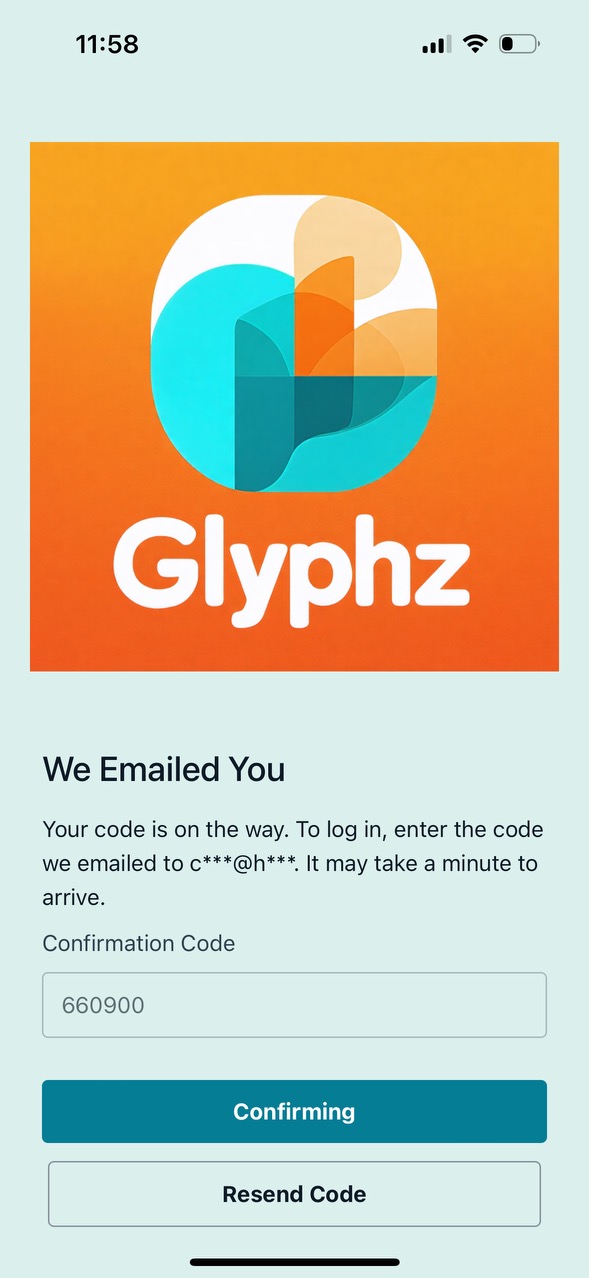 11:58
Glyphz
We Emailed You
Your code is on the way. To log in, enter the code
we emailed to c***@h***. It may take a minute to
arrive.
Confirmation Code
660900
Confirming
Resend Code